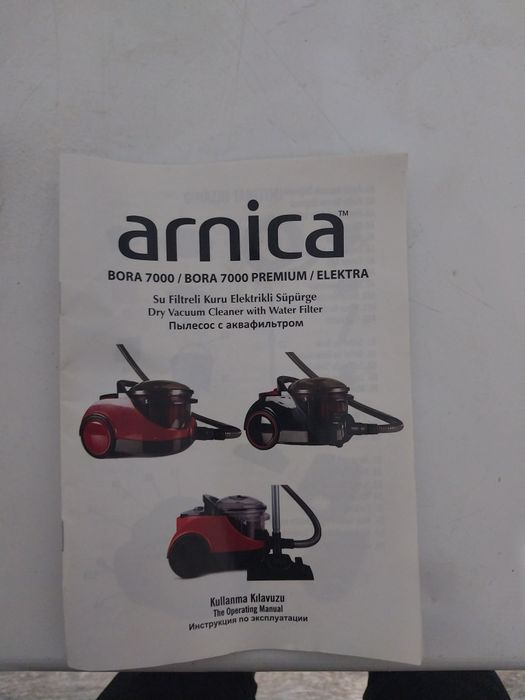 arnica™
BORA 7000 / BORA 7000 PREMIUM / ELEKTRA
Su Filtreli Kuru Elektrikli Süpürge
Dry Vacuum Cleaner with Water Filter
Пылесос с аквафильтром
Kullanma Kılavuzu
The Operating Manual
Инструкция по эксплуатации